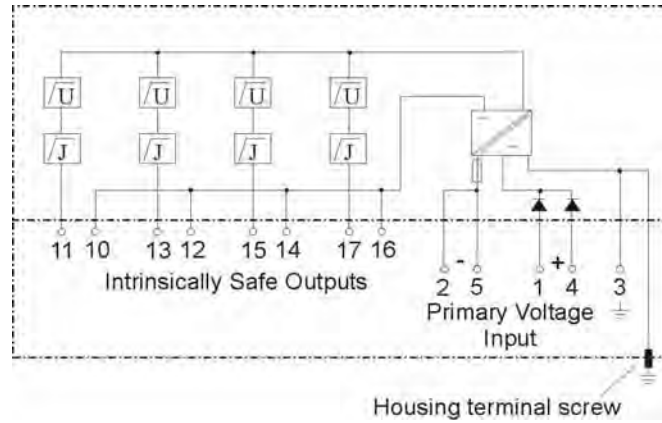 U U U U
J J J J
11 10 13 12 15 14 17 16
Intrinsically Safe Outputs
- +
2 5 1 4 3
Primary Voltage
Input
Housing terminal screw